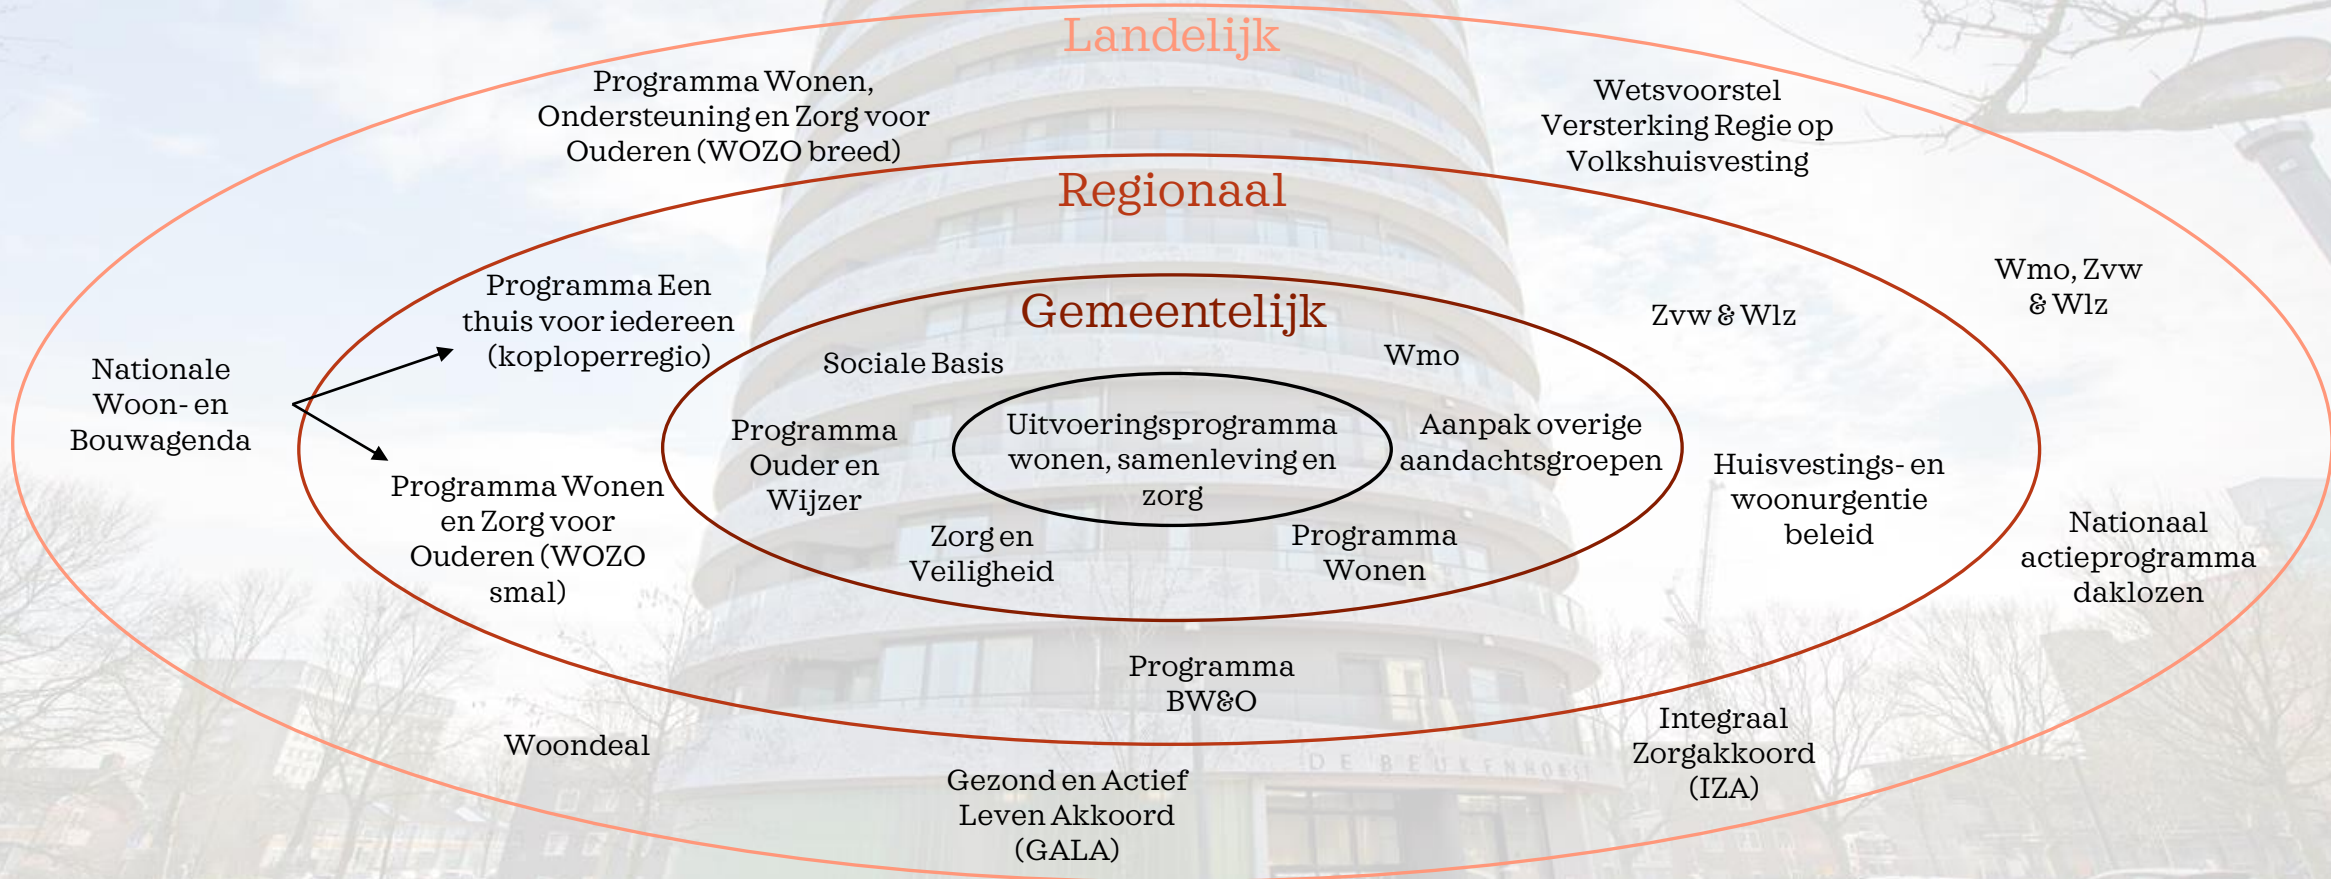 Landelijk
Programma Wonen,
Ondersteuning en Zorg voor
Ouderen (WOZO breed)
Wetsvoorstel
Versterking Regie op
Volkshuisvesting
Regionaal
Wmo, Zvw
& Wlz
Programma Een
thuis voor iedereen
(koploperregio)
Zvw & Wlz
Gemeentelijk
Sociale Basis
Wmo
Nationale
Woon- en
Bouwagenda
Programma
Ouder en
Wijzer
Uitvoeringsprogramma
wonen, samenleving en
zorg
Aanpak overige
aandachtsgroepen
Huisvestings- en
woonurgentie
beleid
Programma Wonen
en Zorg voor
Ouderen (WOZO
smal)
Zorg en
Veiligheid
Programma
Wonen
Nationaal
actieprogramma
daklozen
Programma
BW&O
Woondeal
Integraal
Zorgakkoord
(IZA)
Gezond en Actief
Leven Akkoord
(GALA)
DE BEUKENHORST